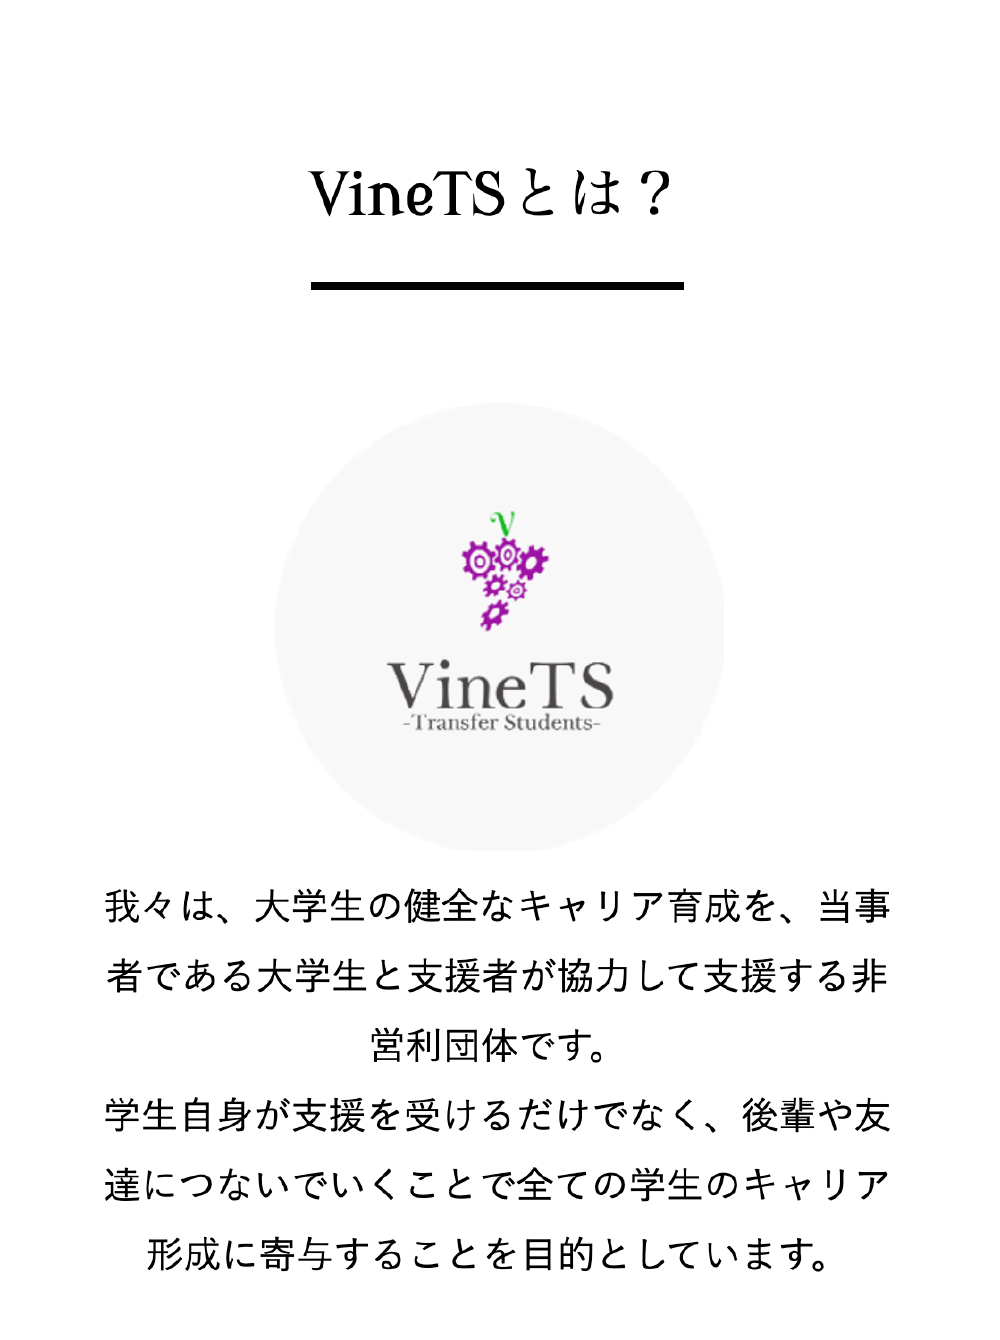 VineTSとは？
V
VineTS
-Transfer Students-
我々は、大学生の健全なキャリア育成を、当事
者である大学生と支援者が協力して支援する非
営利団体です。
学生自身が支援を受けるだけでなく、後輩や友
達につないでいくことで全ての学生のキャリア
形成に寄与することを目的としています。